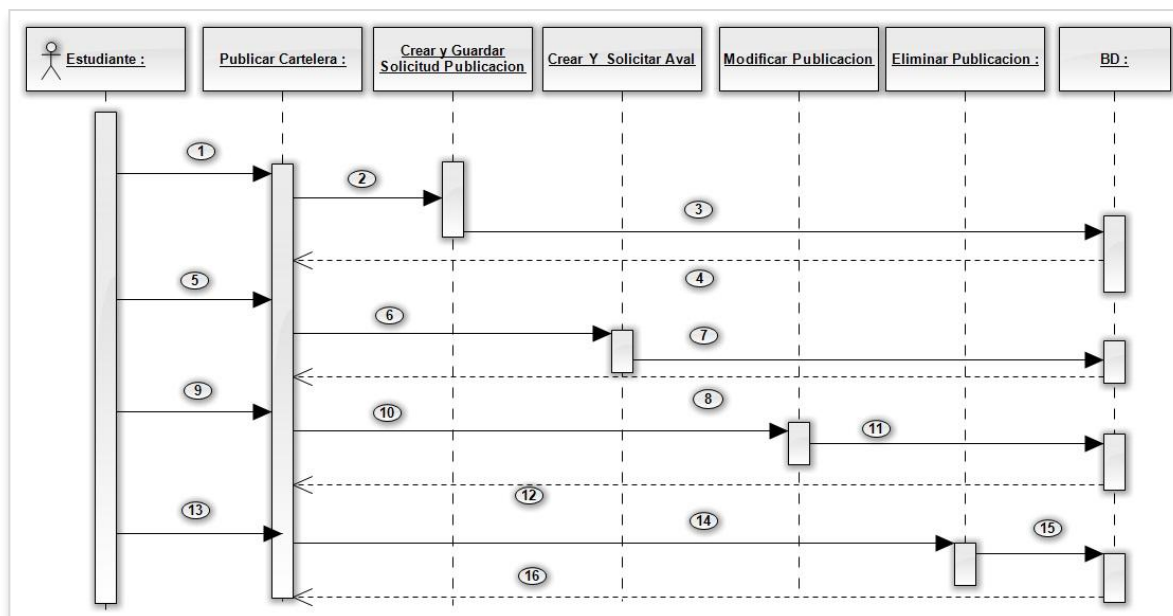 Estudiante :
Publicar Cartelera :
Crear y Guardar
Solicitud Publicacion
Crear Y Solicitar Aval
Modificar Publicacion
Eliminar Publicacion :
BD :
1
2
3
4
5
6
7
8
9
10
11
12
13
14
15
16